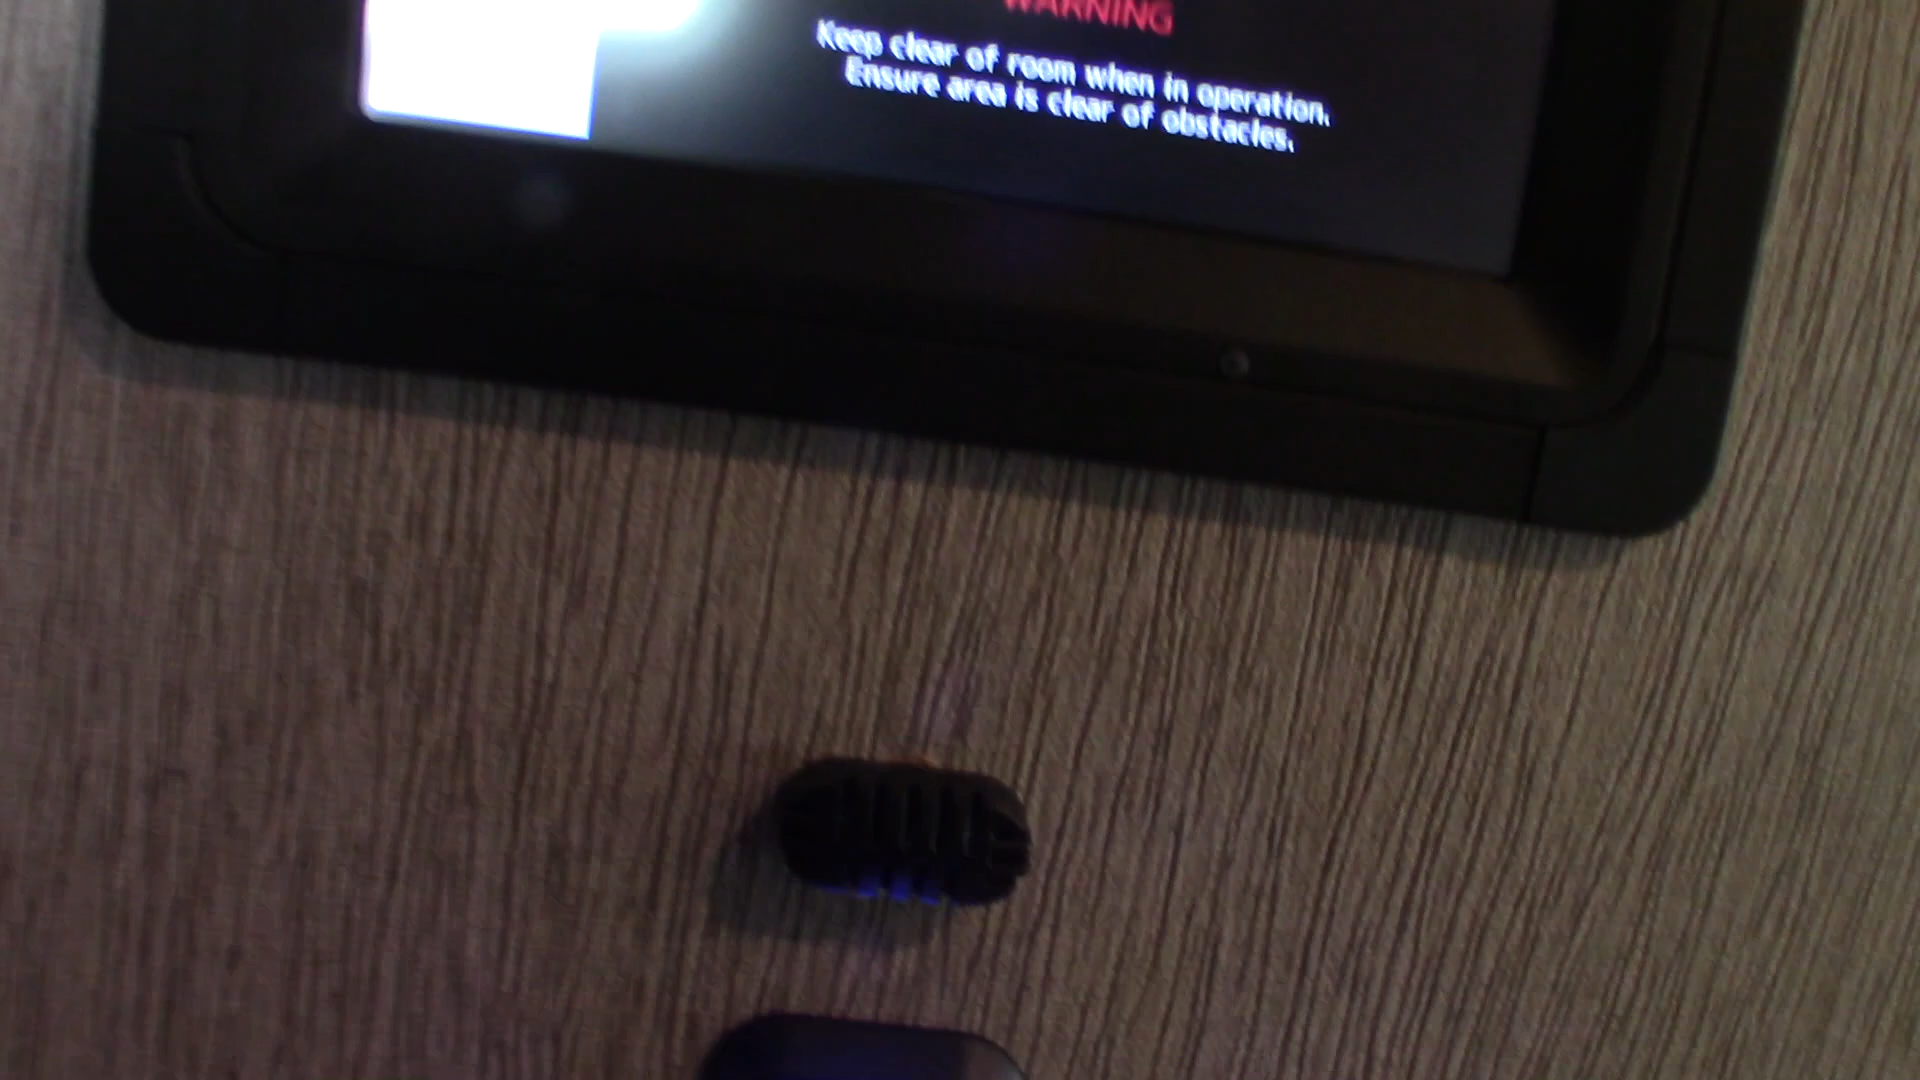 WARNING
Keep clear of room when in operation.
Ensure area is clear of obstacles.